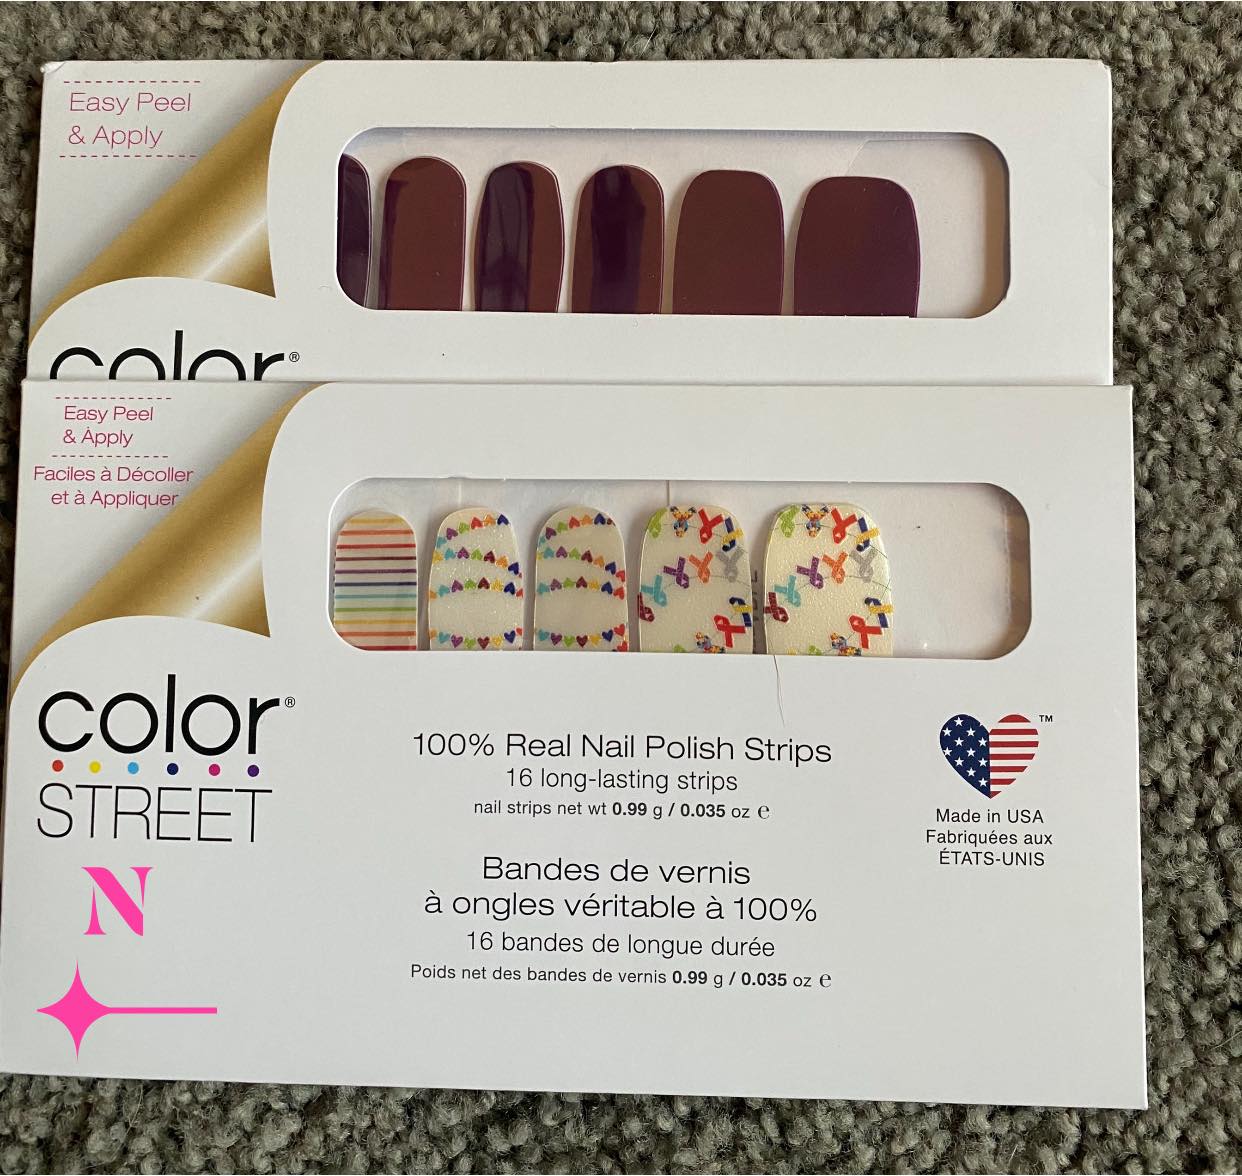 Easy Peel
& Apply
color®
Easy Peel
& Apply
Faciles à Décoller
et à Appliquer
color®
STREET
100% Real Nail Polish Strips
16 long-lasting strips
nail strips net wt 0.99 g / 0.035 oz ℮
Bandes de vernis
à ongles véritable à 100%
16 bandes de longue durée
Poids net des bandes de vernis 0.99 g / 0.035 oz ℮
™
Made in USA
Fabriquées aux
ÉTATS-UNIS
N